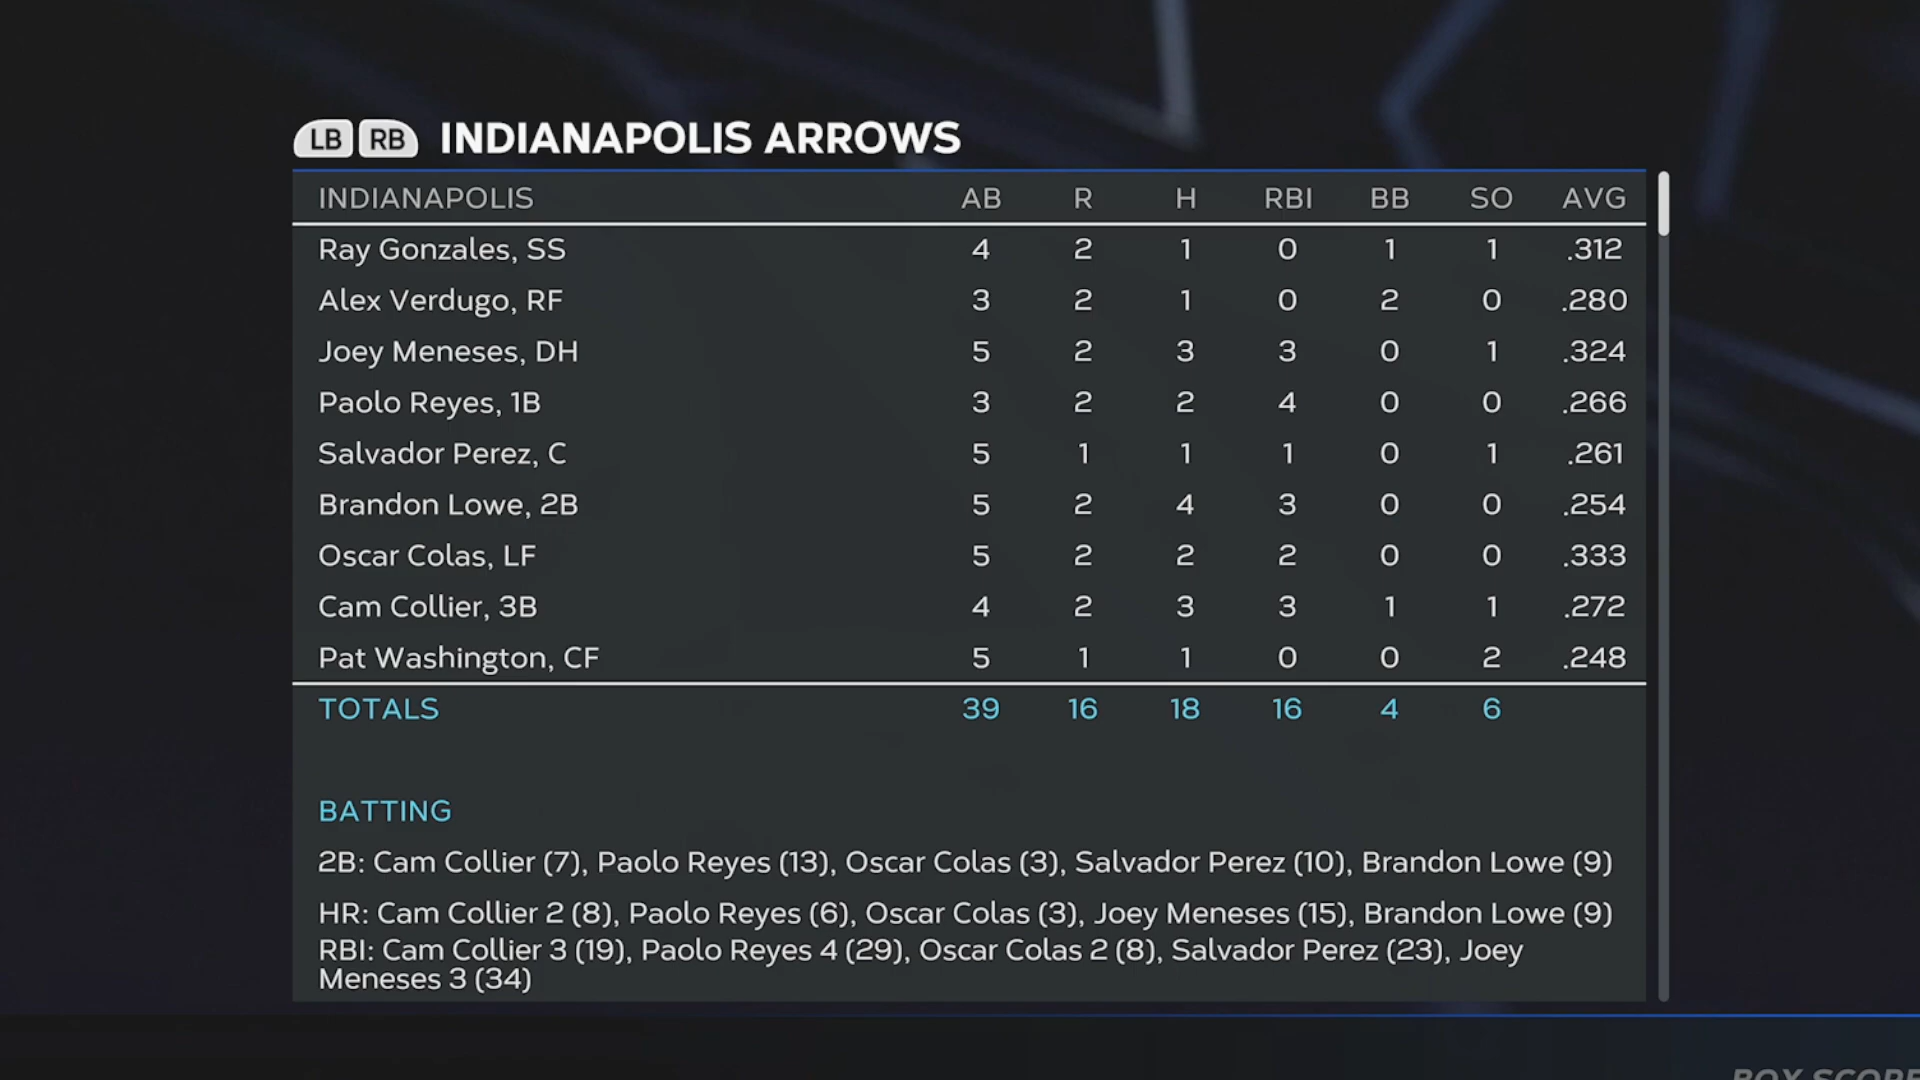 LB RB INDIANAPOLIS ARROWS
INDIANAPOLIS AB R H RBI BB SO AVG
Ray Gonzales, SS 4 2 1 0 1 1 .312
Alex Verdugo, RF 3 2 1 0 2 0 .280
Joey Meneses, DH 5 2 3 3 0 1 .324
Paolo Reyes, 1B 3 2 2 4 0 0 .266
Salvador Perez, C 5 1 1 1 0 1 .261
Brandon Lowe, 2B 5 2 4 3 0 0 .254
Oscar Colas, LF 5 2 2 2 0 0 .333
Cam Collier, 3B 4 2 3 3 1 1 .272
Pat Washington, CF 5 1 1 0 0 2 .248
TOTALS 39 16 18 16 4 6
BATTING
2B: Cam Collier (7), Paolo Reyes (13), Oscar Colas (3), Salvador Perez (10), Brandon Lowe (9)
HR: Cam Collier 2 (8), Paolo Reyes (6), Oscar Colas (3), Joey Meneses (15), Brandon Lowe (9)
RBI: Cam Collier 3 (19), Paolo Reyes 4 (29), Oscar Colas 2 (8), Salvador Perez (23), Joey
Meneses 3 (34)
BOX SCORE